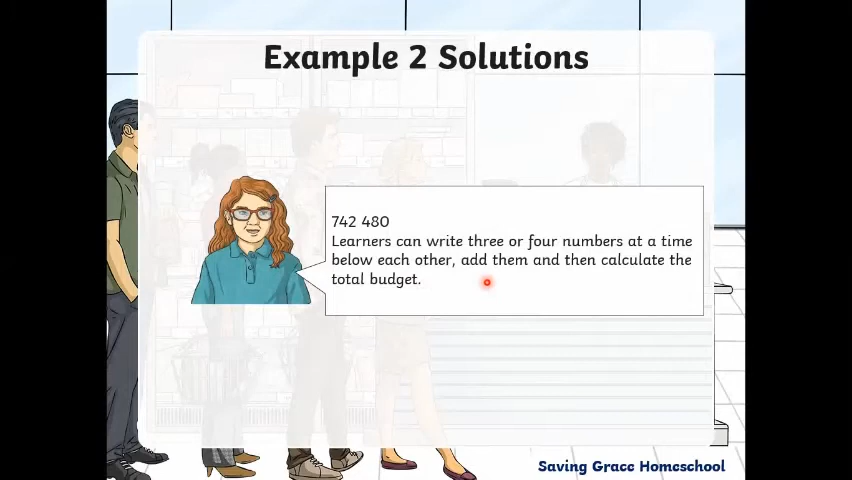 Example 2 Solutions
742 480
Learners can write three or four numbers at a time
below each other, add them and then calculate the
total budget.
Saving Grace Homeschool